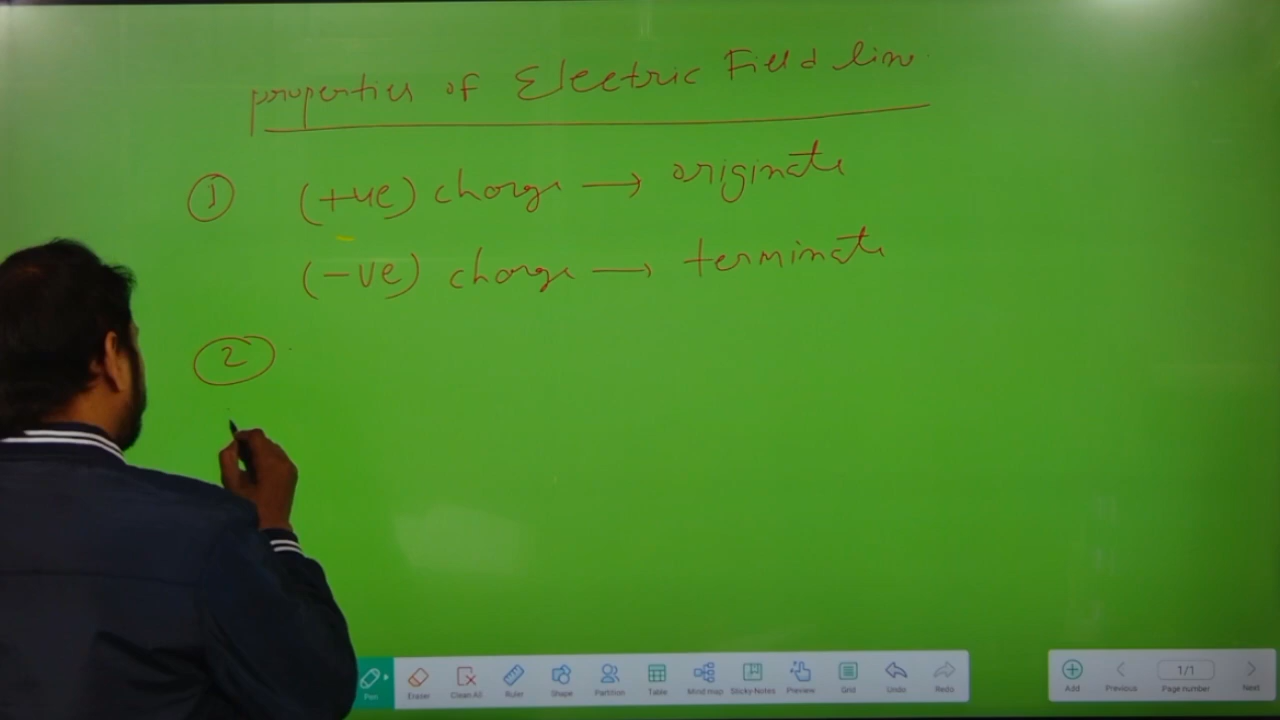 properties of Electric Field line
① (+ve) charge → originate
(-ve) charge → terminate
②
Pen Eraser Clean All Ruler Shape Partition Table Mind map Sticky Notes Preview Grid Undo Redo
Add Previous 1/1 Page number Next